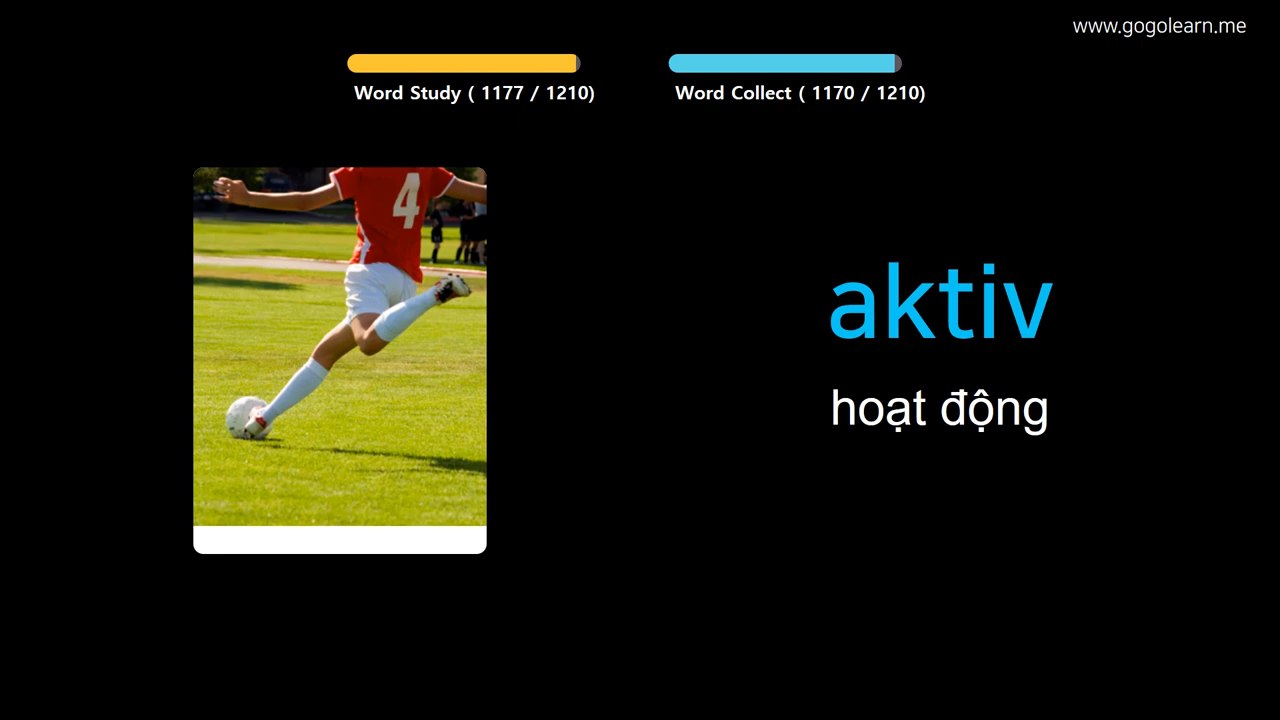 www.gogolearn.me
Word Study ( 1177 / 1210)
Word Collect ( 1170 / 1210)
4
aktiv
hoạt động